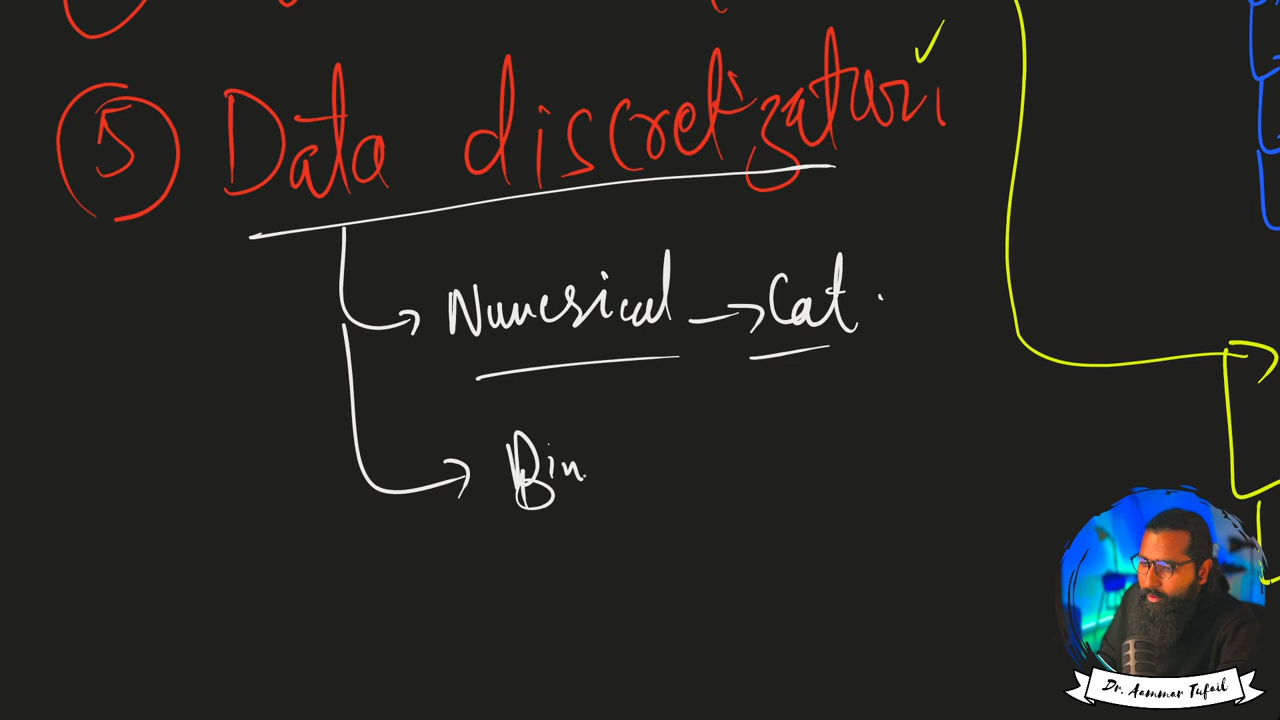 5 Data discretization
Numerical → Cat.
→ Bin
Dr. Aammar Tufail